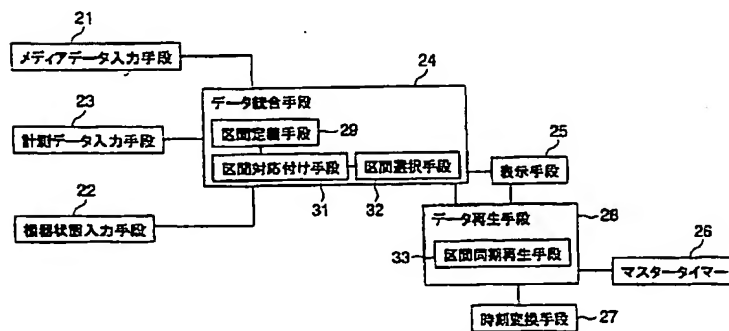 21
メディアデータ入力手段
24
データ統合手段
23
計測データ入力手段
区間定義手段
29
25
区間対応付け手段
区間選択手段
表示手段
31
32
22
機器状態入力手段
データ再生手段
28
26
33
区間同期再生手段
マスタータイマー
時刻変換手段
27